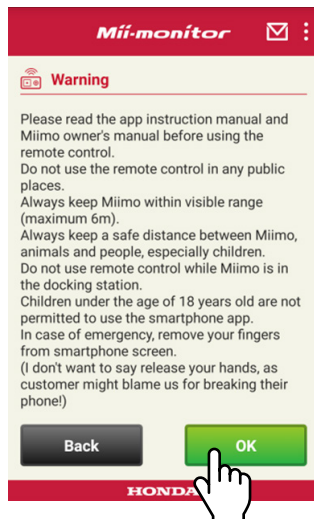 Mii-monitor
Warning
Please read the app instruction manual and
Miimo owner's manual before using the
remote control.
Do not use the remote control in any public
places.
Always keep Miimo within visible range
(maximum 6m).
Always keep a safe distance between Miimo,
animals and people, especially children.
Do not use remote control while Miimo is in
the docking station.
Children under the age of 18 years old are not
permitted to use the smartphone app.
In case of emergency, remove your fingers
from smartphone screen.
(I don't want to say release your hands, as
customer might blame us for breaking their
phone!)
Back
OK
HONDA